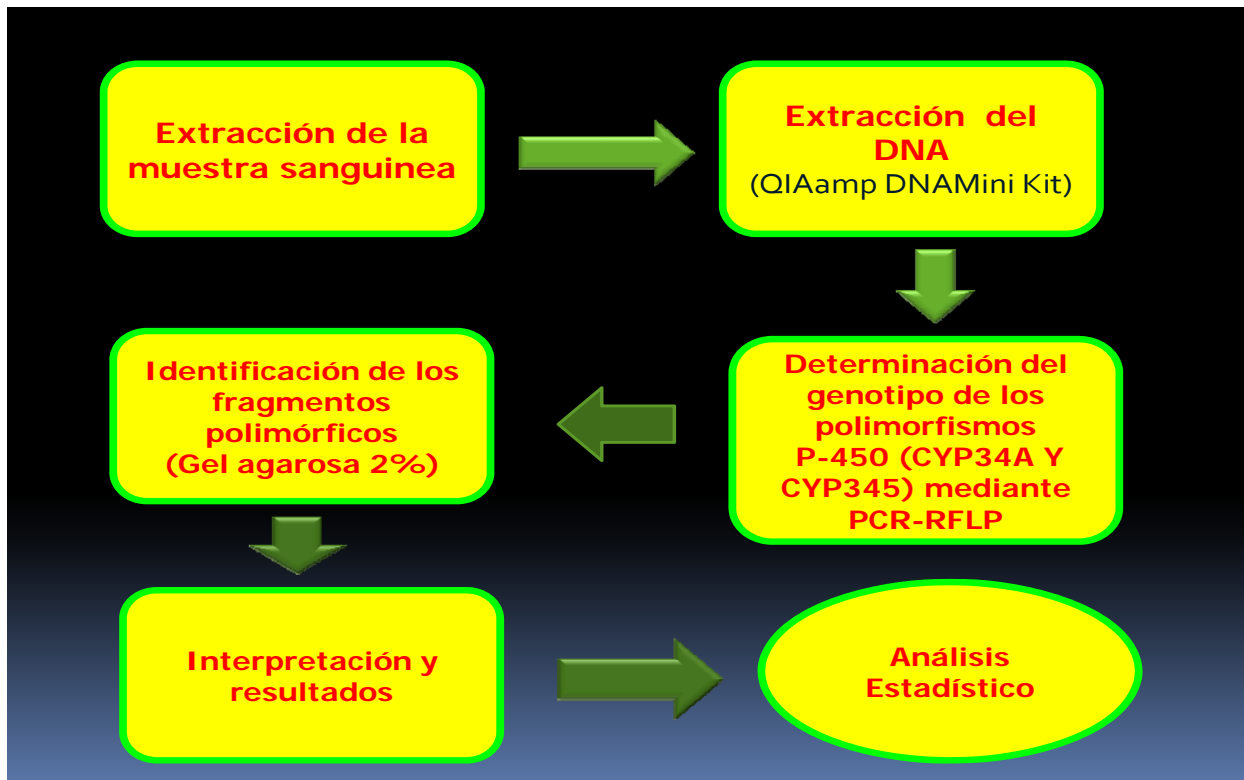 Extracción de la
muestra sanguinea
Extracción del
DNA
(QIAamp DNAMini Kit)
Determinación del
genotipo de los
polimorfismos
P-450 (CYP34A Y
CYP345) mediante
PCR-RFLP
Identificación de los
fragmentos
polimórficos
(Gel agarosa 2%)
Interpretación y
resultados
Análisis
Estadístico